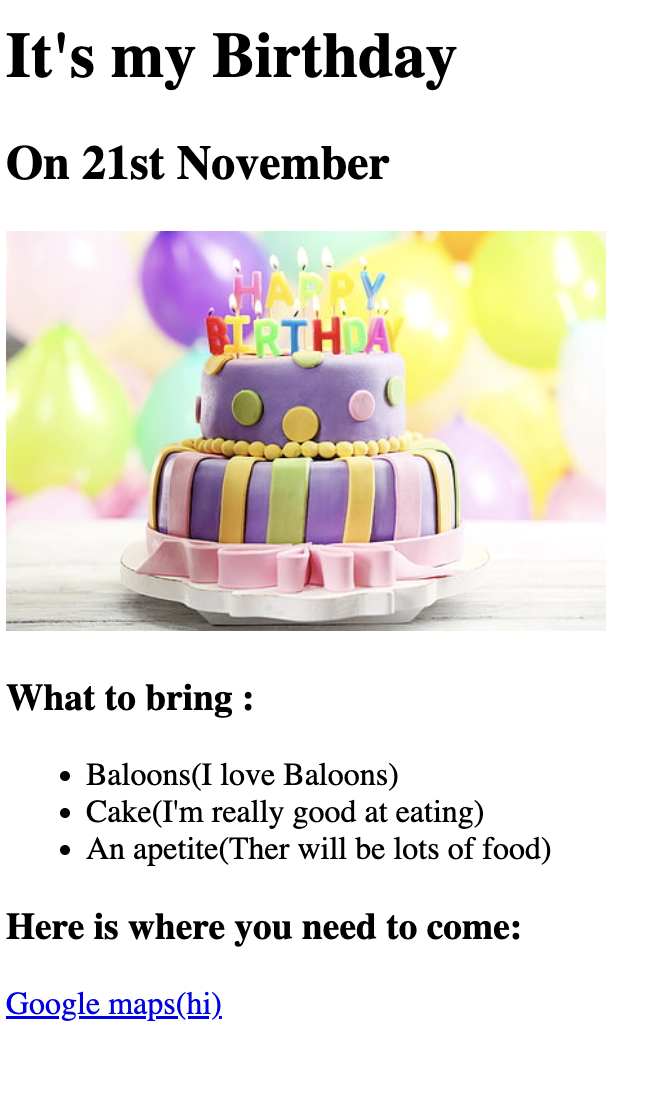 It's my Birthday
On 21st November
HAPPY
BIRTHDAY
What to bring :
Baloons(I love Baloons)
Cake(I'm really good at eating)
An apetite(Ther will be lots of food)
Here is where you need to come:
Google maps(hi)